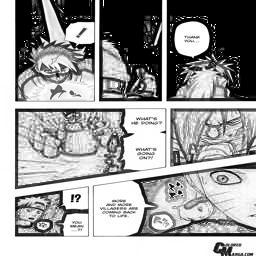 !
THANK
YOU...
WHAT'S
HE DOING?
WHAT'S
GOING
ON?!
!?
YOU
MEAN...?!
MORE
AND MORE
VILLAGERS ARE
COMING BACK
TO LIFE.
COLORED
MANGA.COM